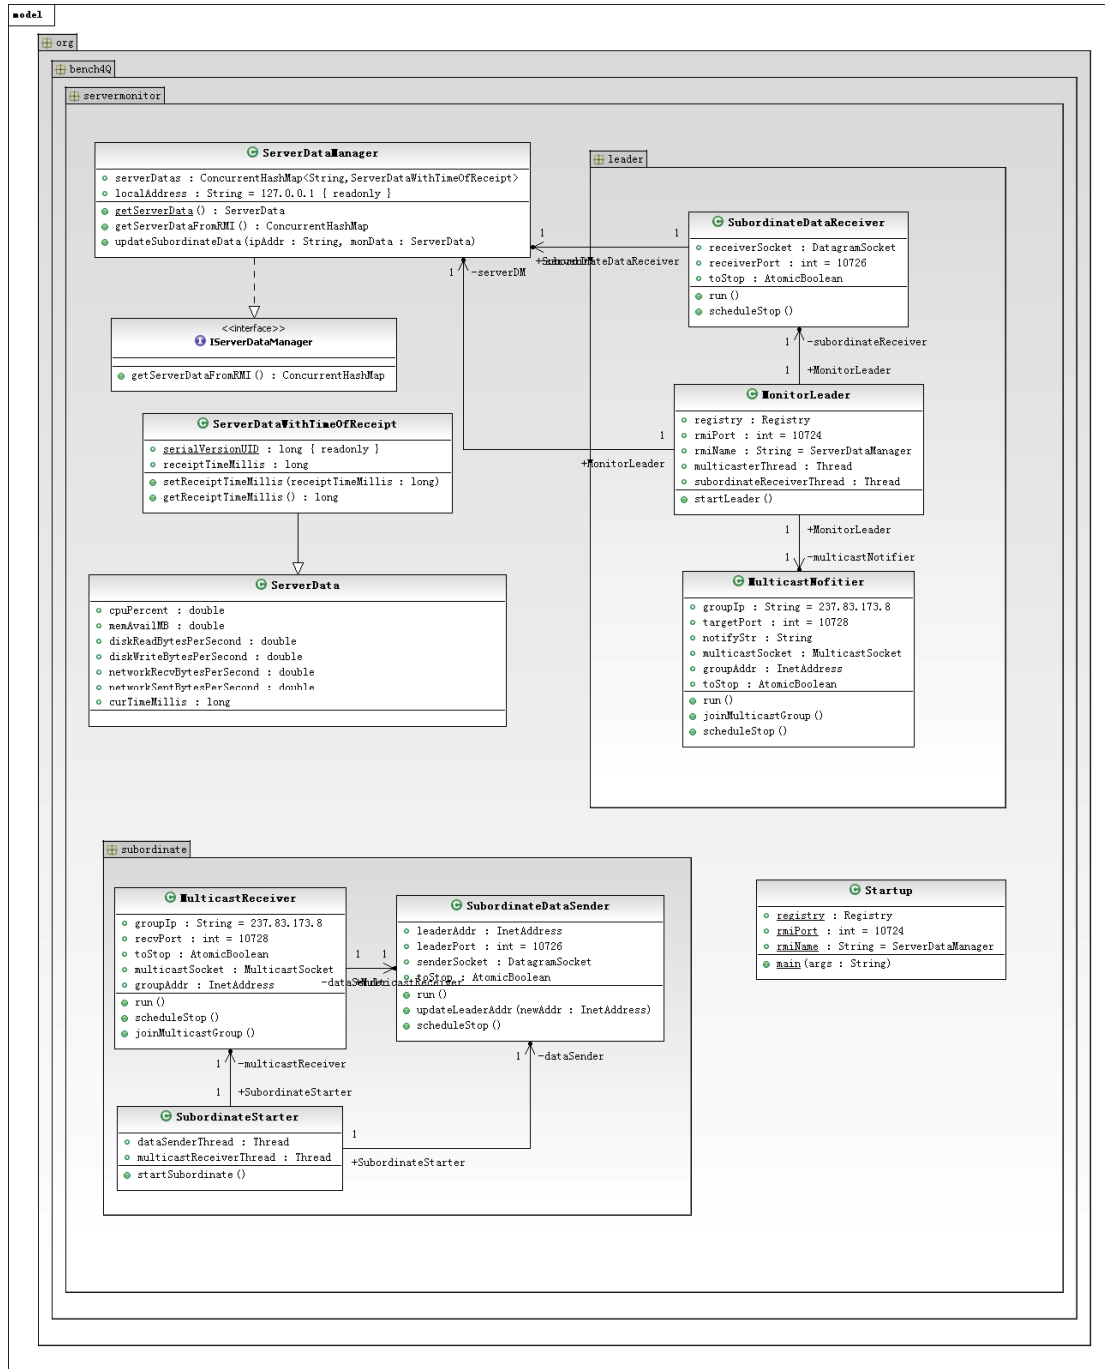 model
org
bench4Q
servermonitor
ServerDataManager
serverDatas : ConcurrentHashMap<String,ServerDataWithTimeOfReceipt>
localAddress : String = 127.0.0.1 { readonly }
getServerData() : ServerData
getServerDataFromRMI() : ConcurrentHashMap
updateSubordinateData(ipAddr : String, monData : ServerData)
<<interface>>
IServerDataManager
getServerDataFromRMI() : ConcurrentHashMap
ServerDataWithTimeOfReceipt
serialVersionUID : long { readonly }
receiptTimeMillis : long
setReceiptTimeMillis(receiptTimeMillis : long)
getReceiptTimeMillis() : long
ServerData
cpuPercent : double
memAvailMB : double
diskReadBytesPerSecond : double
diskWriteBytesPerSecond : double
networkRecvBytesPerSecond : double
networkSentBytesPerSecond : double
curTimeMillis : long
leader
SubordinateDataReceiver
receiverSocket : DatagramSocket
receiverPort : int = 10726
toStop : AtomicBoolean
run()
scheduleStop()
1
1
+SubordinateDataReceiver
1
-serverDM
1
-subordinateReceiver
1
+MonitorLeader
MonitorLeader
registry : Registry
rmiPort : int = 10724
rmiName : String = ServerDataManager
multicasterThread : Thread
subordinateReceiverThread : Thread
startLeader()
1
+MonitorLeader
1
+MonitorLeader
1
-multicastNotifier
MulticastNofitier
groupIp : String = 237.83.173.8
targetPort : int = 10728
notifyStr : String
multicastSocket : MulticastSocket
groupAddr : InetAddress
toStop : AtomicBoolean
run()
joinMulticastGroup()
scheduleStop()
subordinate
MulticastReceiver
groupIp : String = 237.83.173.8
recvPort : int = 10728
toStop : AtomicBoolean
multicastSocket : MulticastSocket
groupAddr : InetAddress
run()
scheduleStop()
joinMulticastGroup()
1
1
SubordinateDataSender
leaderAddr : InetAddress
leaderPort : int = 10726
senderSocket : DatagramSocket
toStop : AtomicBoolean
run()
updateLeaderAddr(newAddr : InetAddress)
scheduleStop()
1
-multicastReceiver
1
+SubordinateStarter
1
-dataSender
SubordinateStarter
dataSenderThread : Thread
multicastReceiverThread : Thread
startSubordinate()
1
+SubordinateStarter
Startup
registry : Registry
rmiPort : int = 10724
rmiName : String = ServerDataManager
main(args : String)